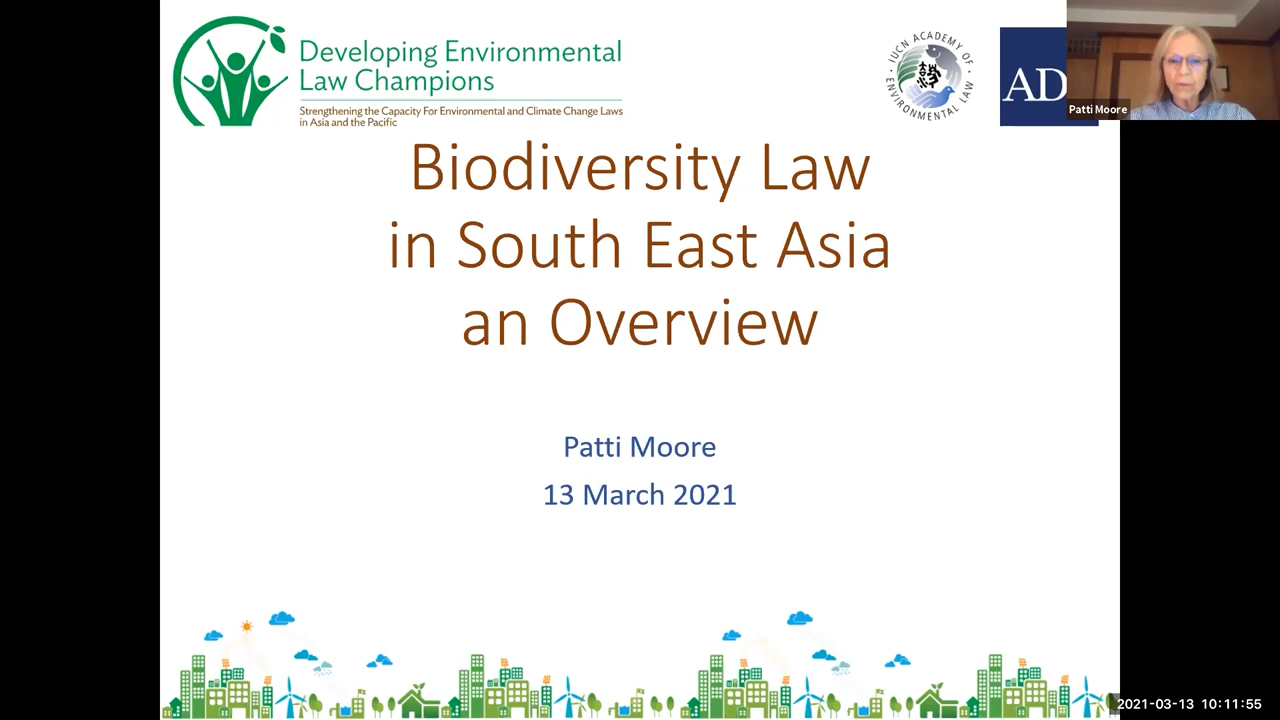 Developing Environmental
Law Champions
Strengthening the Capacity For Environmental and Climate Change Laws
in Asia and the Pacific
IUCN ACADEMY OF
ENVIRONMENTAL LAW
AD
Patti Moore
Biodiversity Law
in South East Asia
an Overview
Patti Moore
13 March 2021
2021-03-13 10:11:55